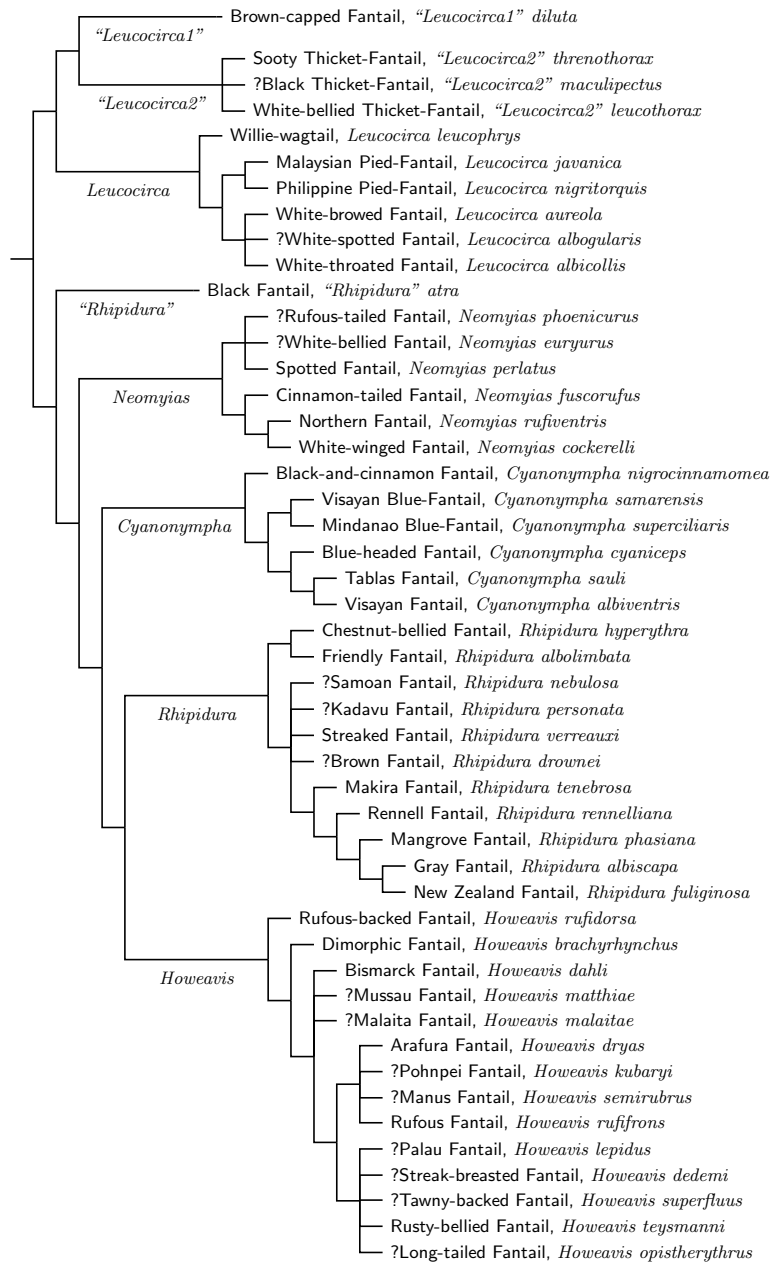 Brown-capped Fantail, “Leucocirca1” diluta
“Leucocirca1”
Sooty Thicket-Fantail, “Leucocirca2” threnothorax
?Black Thicket-Fantail, “Leucocirca2” maculipectus
“Leucocirca2”
White-bellied Thicket-Fantail, “Leucocirca2” leucothorax
Willie-wagtail, Leucocirca leucophrys
Malaysian Pied-Fantail, Leucocirca javanica
Leucocirca
Philippine Pied-Fantail, Leucocirca nigritorquis
White-browed Fantail, Leucocirca aureola
?White-spotted Fantail, Leucocirca albogularis
White-throated Fantail, Leucocirca albicollis
Black Fantail, “Rhipidura” atra
“Rhipidura”
?Rufous-tailed Fantail, Neomyias phoenicurus
?White-bellied Fantail, Neomyias euryurus
Spotted Fantail, Neomyias perlatus
Neomyias
Cinnamon-tailed Fantail, Neomyias fuscorufus
Northern Fantail, Neomyias rufiventris
White-winged Fantail, Neomyias cockerelli
Black-and-cinnamon Fantail, Cyanonympha nigrocinnamomea
Visayan Blue-Fantail, Cyanonympha samarensis
Cyanonympha
Mindanao Blue-Fantail, Cyanonympha superciliaris
Blue-headed Fantail, Cyanonympha cyaniceps
Tablas Fantail, Cyanonympha sauli
Visayan Fantail, Cyanonympha albiventris
Chestnut-bellied Fantail, Rhipidura hyperythra
Friendly Fantail, Rhipidura albolimbata
?Samoan Fantail, Rhipidura nebulosa
?Kadavu Fantail, Rhipidura personata
Rhipidura
Streaked Fantail, Rhipidura verreauxi
?Brown Fantail, Rhipidura drownei
Makira Fantail, Rhipidura tenebrosa
Rennell Fantail, Rhipidura rennelliana
Mangrove Fantail, Rhipidura phasiana
Gray Fantail, Rhipidura albiscapa
New Zealand Fantail, Rhipidura fuliginosa
Rufous-backed Fantail, Howeavis rufidorsa
Dimorphic Fantail, Howeavis brachyrhynchus
Bismarck Fantail, Howeavis dahli
Howeavis
?Mussau Fantail, Howeavis matthiae
?Malaita Fantail, Howeavis malaitae
Arafura Fantail, Howeavis dryas
?Pohnpei Fantail, Howeavis kubaryi
?Manus Fantail, Howeavis semirubrus
Rufous Fantail, Howeavis rufifrons
?Palau Fantail, Howeavis lepidus
?Streak-breasted Fantail, Howeavis dedemi
?Tawny-backed Fantail, Howeavis superfluus
Rusty-bellied Fantail, Howeavis teysmanni
?Long-tailed Fantail, Howeavis opistherythrus